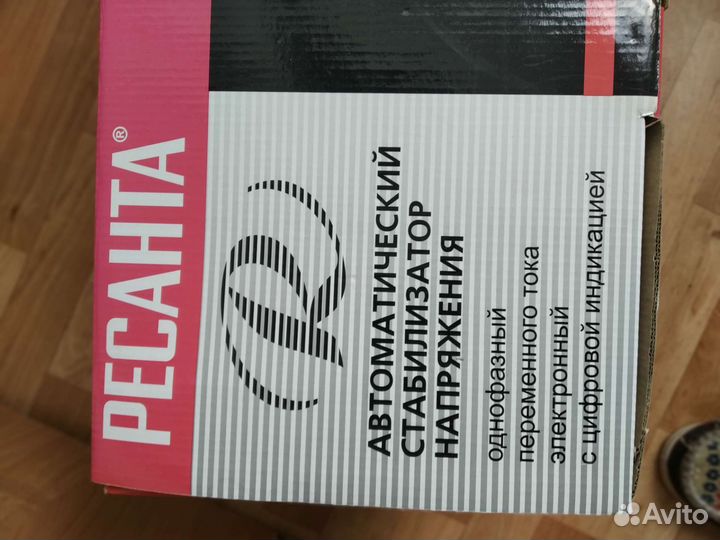 РЕСАНТА®
R
АВТОМАТИЧЕСКИЙ
СТАБИЛИЗАТОР
НАПРЯЖЕНИЯ
однофазный
переменного тока
электронный
с цифровой индикацией
Avito